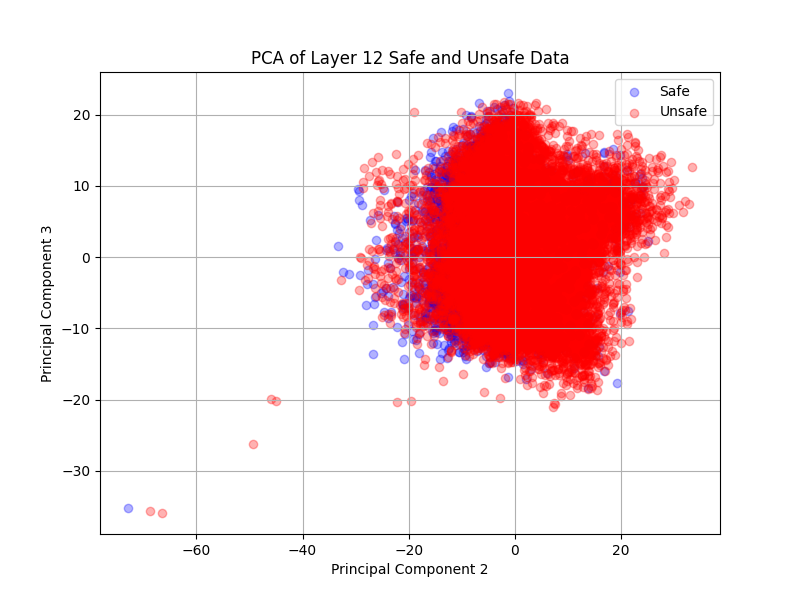 PCA of Layer 12 Safe and Unsafe Data
Safe
Unsafe
20
10
0
−10
−20
−30
Principal Component 3
−60
−40
−20
0
20
Principal Component 2